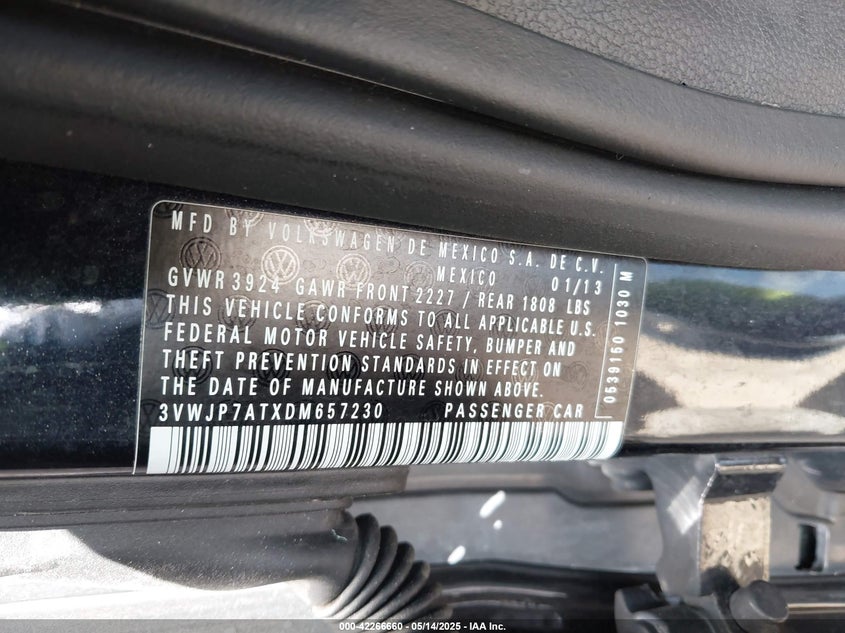 MFD BY VOLKSWAGEN DE MEXICO S.A. DE C.V.
MEXICO 01/13
GVWR 3924 GAWR FRONT 2227 / REAR 1808 LBS
THIS VEHICLE CONFORMS TO ALL APPLICABLE U.S.
FEDERAL MOTOR VEHICLE SAFETY, BUMPER AND
THEFT PREVENTION STANDARDS IN EFFECT ON
THE DATE OF MANUFACTURE SHOWN ABOVE.
3VWJP7ATXDM657230 PASSENGER CAR
0539160 1030 M
000-42266660 - 05/14/2025 - © IAA Inc.